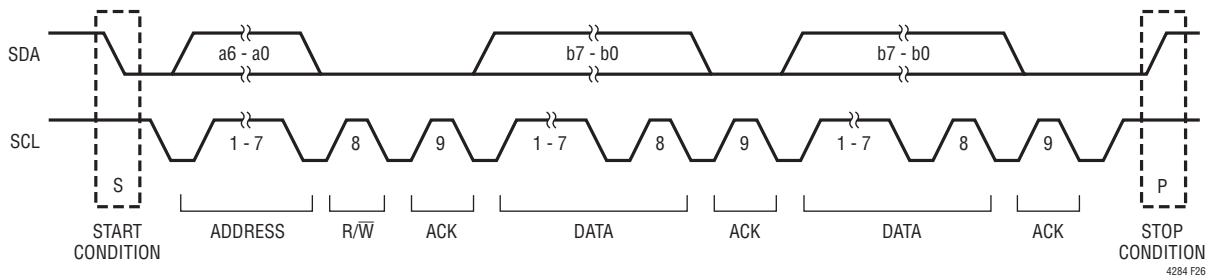 SDA
a6 - a0
b7 - b0
b7 - b0
SCL
1 - 7
8
9
1 - 7
8
9
1 - 7
8
9
S
P
START
CONDITION
ADDRESS
R/W̅
ACK
DATA
ACK
DATA
ACK
STOP
CONDITION
4284 F26